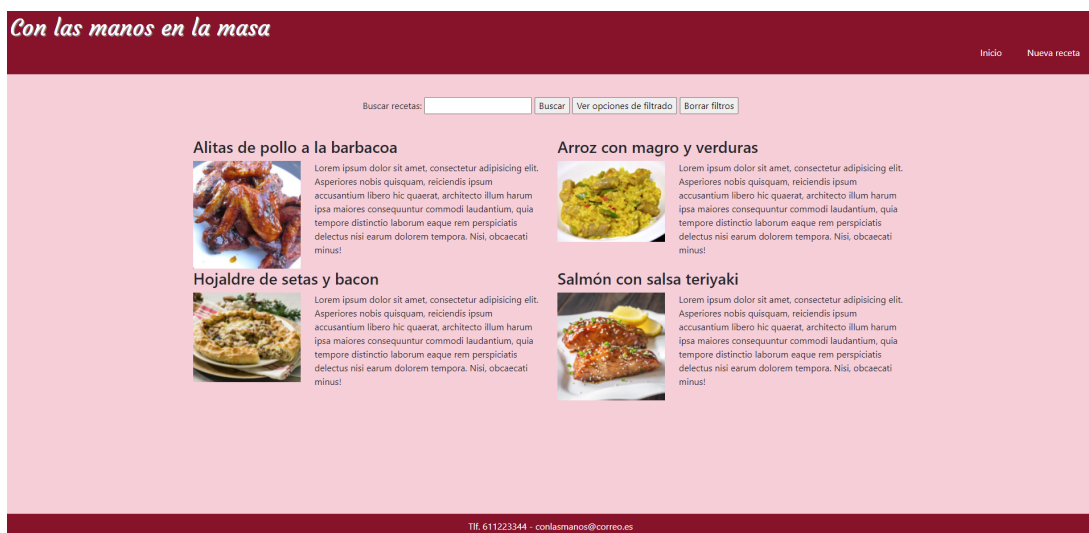 Con las manos en la masa
Inicio Nueva receta
Buscar recetas: Buscar Ver opciones de filtrado Borrar filtros
Alitas de pollo a la barbacoa
Lorem ipsum dolor sit amet, consectetur adipisicing elit.
Asperiores nobis quisquam, reiciendis ipsum
accusantium libero hic quaerat, architecto illum harum
ipsa maiores consequuntur commodi laudantium, quia
tempore distinctio laborum eaque rem perspiciatis
delectus nisi earum dolorem tempora. Nisi, obcaecati
minus!
Arroz con magro y verduras
Lorem ipsum dolor sit amet, consectetur adipisicing elit.
Asperiores nobis quisquam, reiciendis ipsum
accusantium libero hic quaerat, architecto illum harum
ipsa maiores consequuntur commodi laudantium, quia
tempore distinctio laborum eaque rem perspiciatis
delectus nisi earum dolorem tempora. Nisi, obcaecati
minus!
Hojaldre de setas y bacon
Lorem ipsum dolor sit amet, consectetur adipisicing elit.
Asperiores nobis quisquam, reiciendis ipsum
accusantium libero hic quaerat, architecto illum harum
ipsa maiores consequuntur commodi laudantium, quia
tempore distinctio laborum eaque rem perspiciatis
delectus nisi earum dolorem tempora. Nisi, obcaecati
minus!
Salmón con salsa teriyaki
Lorem ipsum dolor sit amet, consectetur adipisicing elit.
Asperiores nobis quisquam, reiciendis ipsum
accusantium libero hic quaerat, architecto illum harum
ipsa maiores consequuntur commodi laudantium, quia
tempore distinctio laborum eaque rem perspiciatis
delectus nisi earum dolorem tempora. Nisi, obcaecati
minus!
Tlf. 611223344 - conlasmanos@correo.es